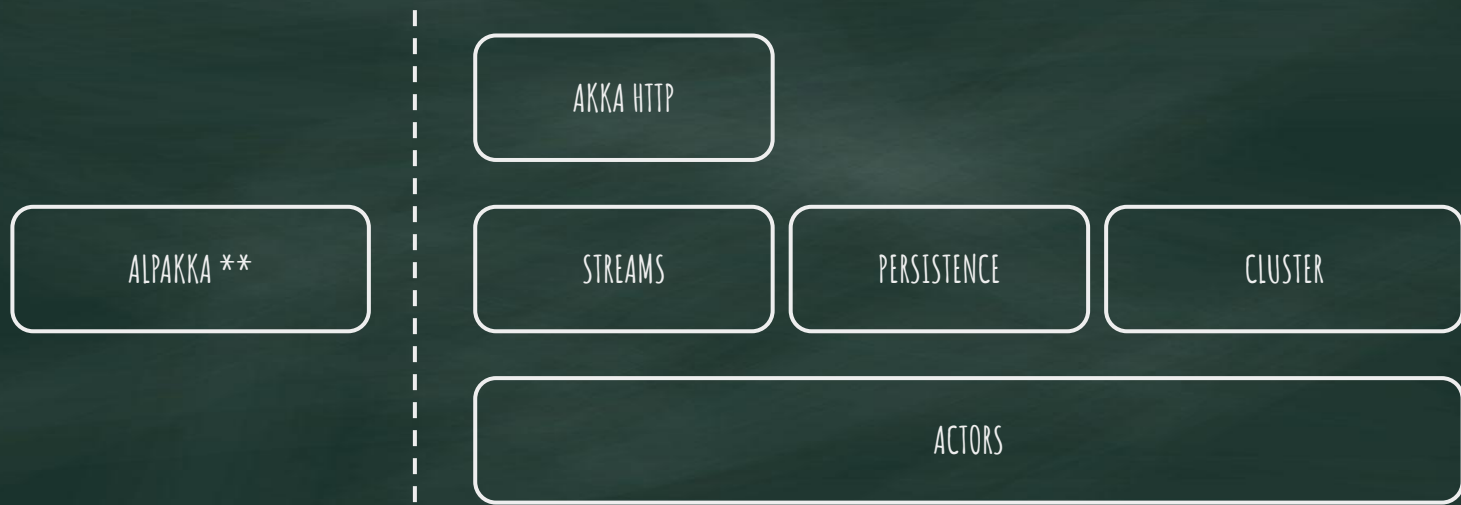 AKKA HTTP
ALPAKKA **
STREAMS
PERSISTENCE
CLUSTER
ACTORS